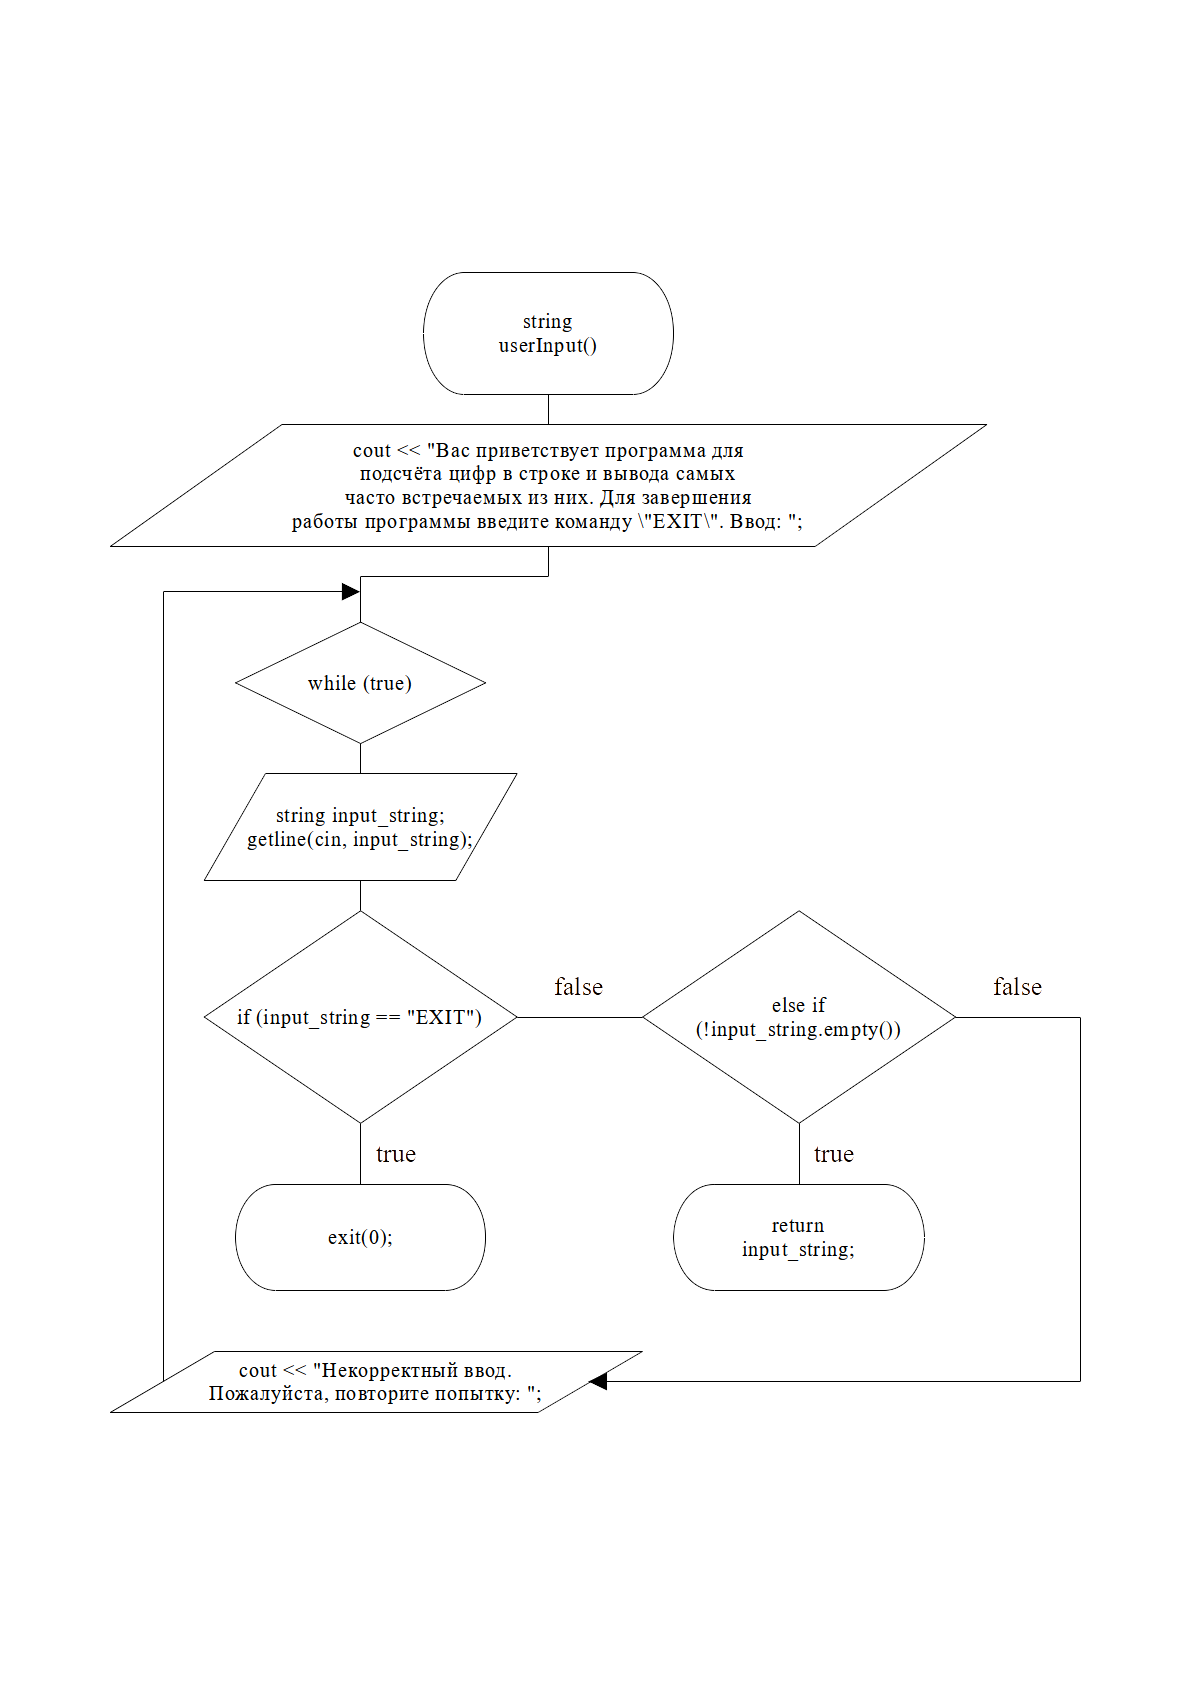 string
userInput()
cout << "Вас приветствует программа для
подсчёта цифр в строке и вывода самых
часто встречаемых из них. Для завершения
работы программы введите команду \"EXIT\". Ввод: ";
while (true)
string input_string;
getline(cin, input_string);
if (input_string == "EXIT")
false
else if
(!input_string.empty())
false
true
true
exit(0);
return
input_string;
cout << "Некорректный ввод.
Пожалуйста, повторите попытку: ";